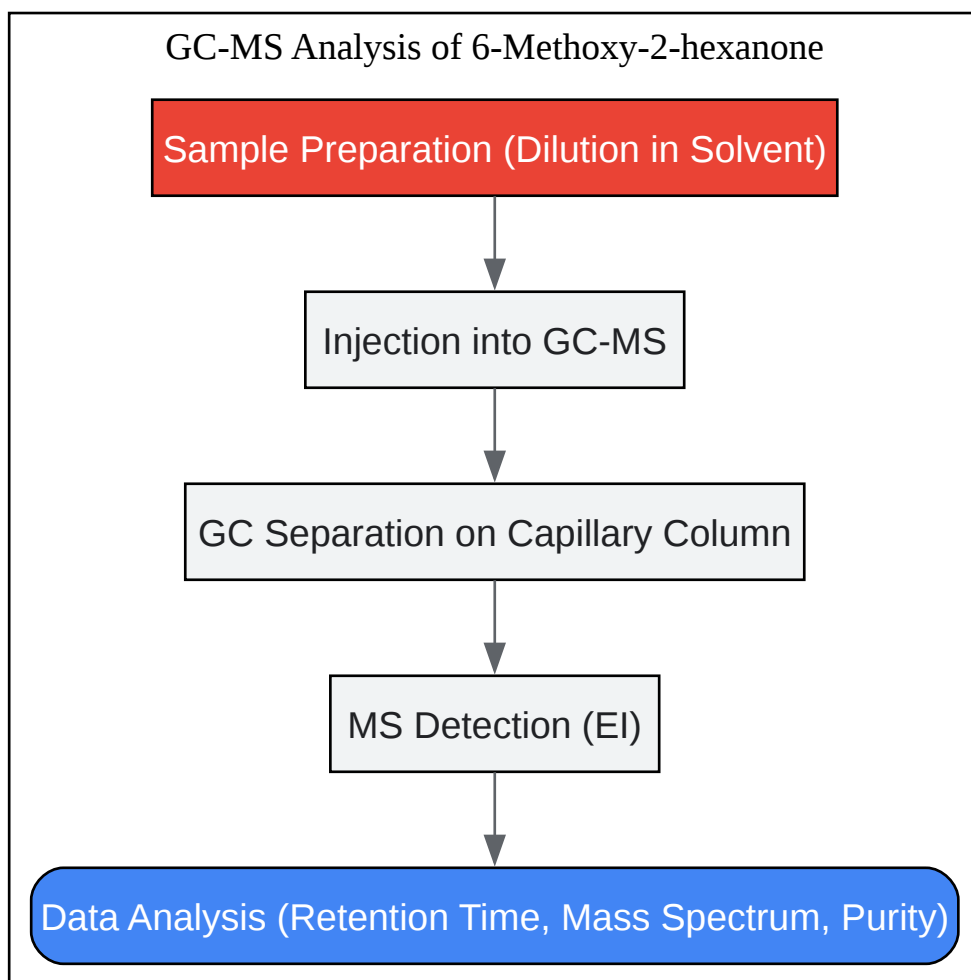 GC-MS Analysis of 6-Methoxy-2-hexanone
Sample Preparation (Dilution in Solvent)
Injection into GC-MS
GC Separation on Capillary Column
MS Detection (EI)
Data Analysis (Retention Time, Mass Spectrum, Purity)